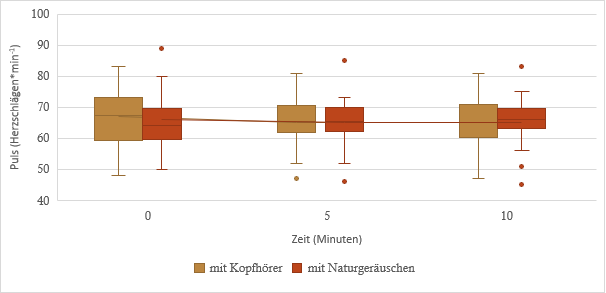 100
90
80
70
60
50
40
Puls (Herzschlägen*min⁻¹)
0 5 10
Zeit (Minuten)
mit Kopfhörer mit Naturgeräuschen